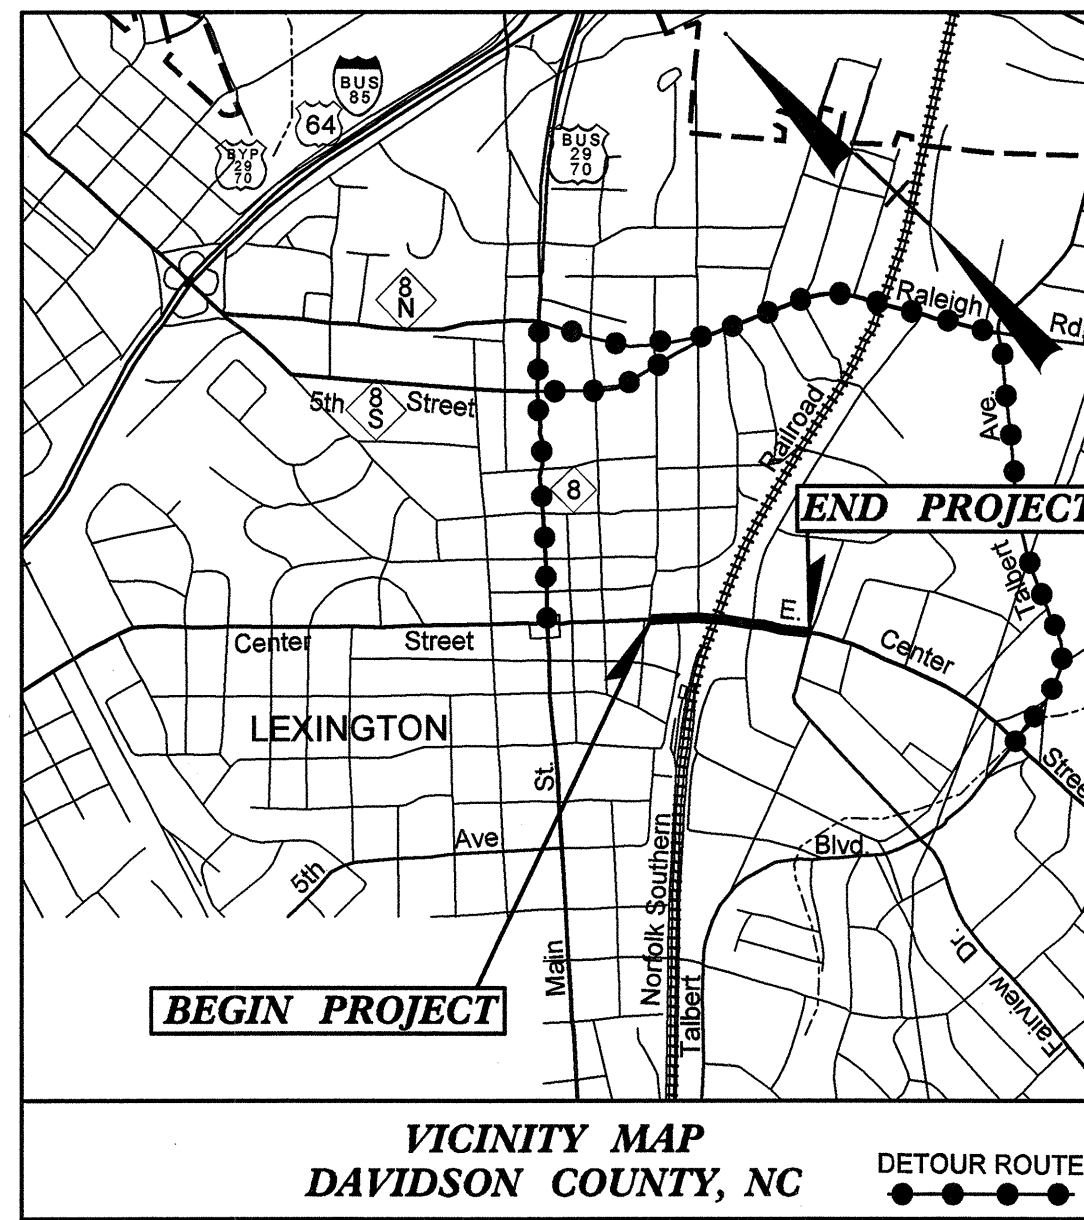 BUS
85
64
BYP
29
70
BUS
29
70
8
N
Raleigh Rd.
5th
8
S
Street
Railroad
Ave.
8
END PROJECT
Talbert
E.
Center
Street
Center
Street
LEXINGTON
St.
Ave
5th
Blvd.
Norfolk Southern
Main
Talbert
Dr.
Fairview
BEGIN PROJECT
VICINITY MAP
DAVIDSON COUNTY, NC
DETOUR ROUTE